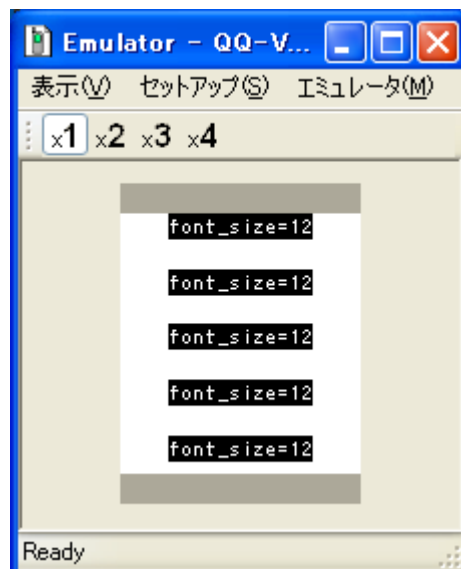 Emulator - QQ-V...
表示(V) セットアップ(S) エミュレータ(M)
x1 x2 x3 x4
font_size=12
font_size=12
font_size=12
font_size=12
font_size=12
Ready